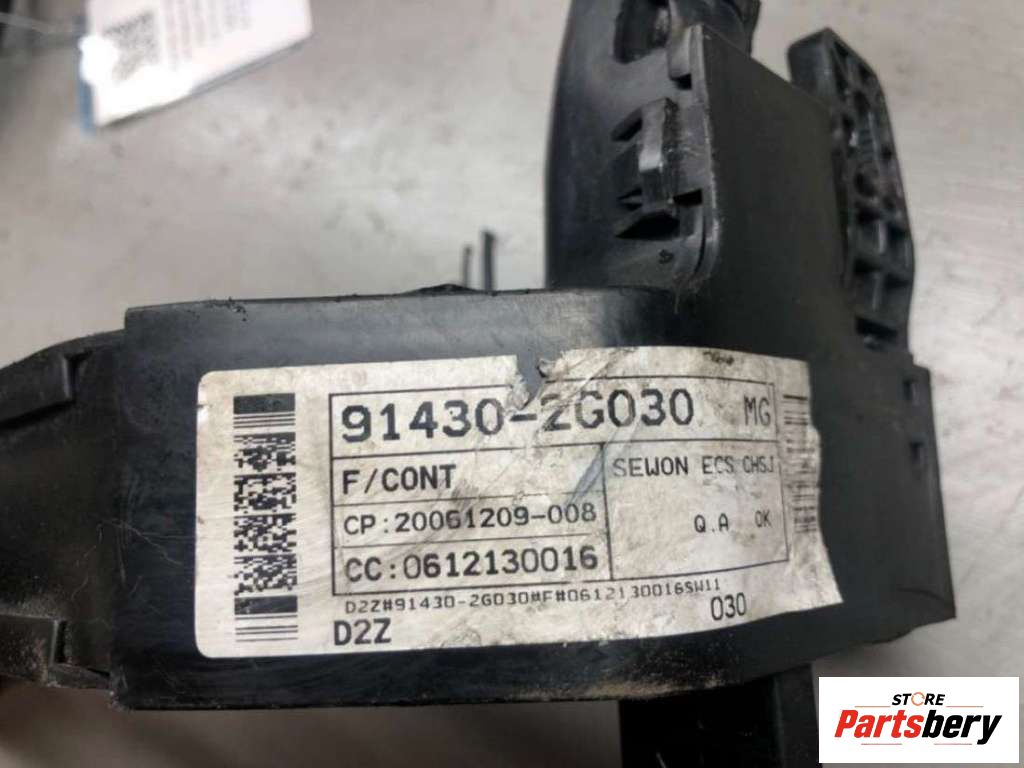 91430-2G030 MG
F/CONT
SEWON ECS CHSJ
CP:20061209-008
Q.A OK
CC:0612130016
D2Z#91430-2G030#F#0612130016SW11
D2Z
030
STORE
Partsbery